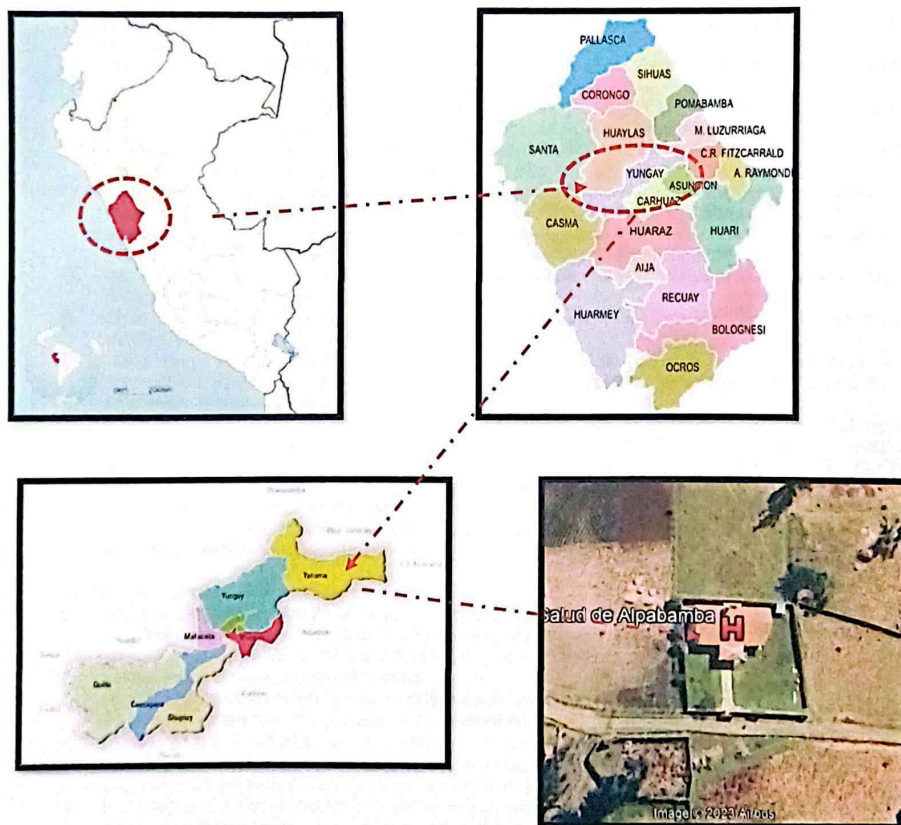 PALLASCA
SIHUAS
CORONGO
POMABAMBA
HUAYLAS
M. LUZURRIAGA
SANTA
C.R. FITZCARRALD
YUNGAY
A. RAYMONDI
ASUNCION
CARHUAZ
CASMA
HUARAZ
HUARI
AIJA
RECUAY
HUARMEY
BOLOGNESI
OCROS
Yanama
Yungay
Matacoto
Quillo
Cascapara
Shupluy
Salud de Alpabamba
H
Image © 2023 Airbus